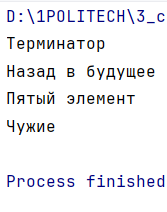 D:\1POLITECH\3_c
Терминатор
Назад в будущее
Пятый элемент
Чужие
Process finished